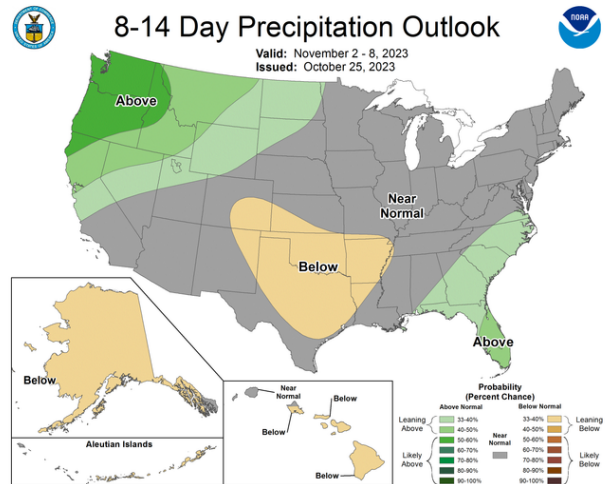 8-14 Day Precipitation Outlook
Valid: November 2 - 8, 2023
Issued: October 25, 2023
NOAA
Above
Near
Normal
Below
Above
Below
Aleutian Islands
Near
Normal
Below
Below
Below
Probability
(Percent Chance)
Above Normal
Below Normal
Leaning
Above
33-40%
40-50%
Likely
Above
50-60%
60-70%
70-80%
80-90%
90-100%
Near
Normal
33-40%
40-50%
Leaning
Below
50-60%
60-70%
70-80%
80-90%
90-100%
Likely
Below